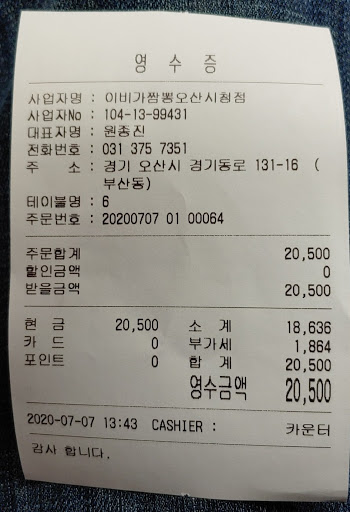 영 수 증
사업자명 : 이비가짬뽕오산시청점
사업자No : 104-13-99431
대표자명 : 원종진
전화번호 : 031 375 7351
주 소 : 경기 오산시 경기동로 131-16 (
부산동)
테이블명 : 6
주문번호 : 20200707 01 00064
주문합계 20,500
할인금액 0
받을금액 20,500
현 금 20,500 소 계 18,636
카 드 0 부가세 1,864
포인트 0 합 계 20,500
영수금액 20,500
2020-07-07 13:43 CASHIER : 카운터
감사 합니다.